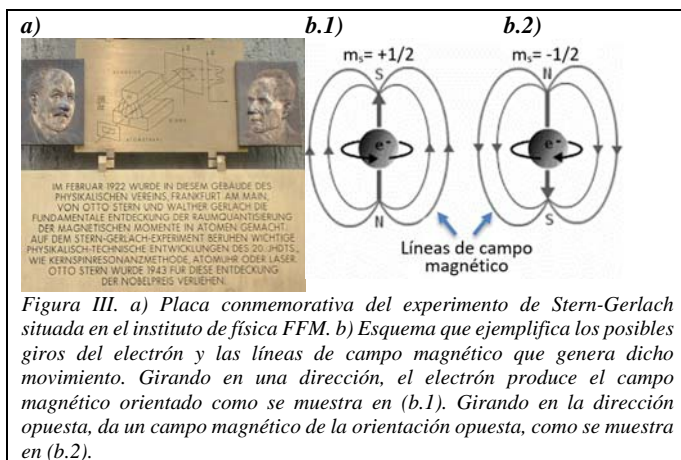 a)
b.1)
b.2)
mₛ= +1/2
mₛ= -1/2
S
N
e-
e-
N
S
Líneas de campo
magnético
IM FEBRUAR 1922 WURDE IN DIESEM GEBÄUDE DES
PHYSIKALISCHEN VEREINS, FRANKFURT AM MAIN,
VON OTTO STERN UND WALTHER GERLACH DIE
FUNDAMENTALE ENTDECKUNG DER RAUMQUANTISIERUNG
DER MAGNETISCHEN MOMENTE IN ATOMEN GEMACHT.
AUF DEM STERN-GERLACH-EXPERIMENT BERUHEN WICHTIGE
PHYSIKALISCH-TECHNISCHE ENTWICKLUNGEN DES 20. JHDTS.,
WIE KERNSPINRESONANZMETHODE, ATOMUHR ODER LASER.
OTTO STERN WURDE 1943 FÜR DIESE ENTDECKUNG
DER NOBELPREIS VERLIEHEN.
Figura III. a) Placa conmemorativa del experimento de Stern-Gerlach
situada en el instituto de física FFM. b) Esquema que ejemplifica los posibles
giros del electrón y las líneas de campo magnético que genera dicho
movimiento. Girando en una dirección, el electrón produce el campo
magnético orientado como se muestra en (b.1). Girando en la dirección
opuesta, da un campo magnético de la orientación opuesta, como se muestra
en (b.2).